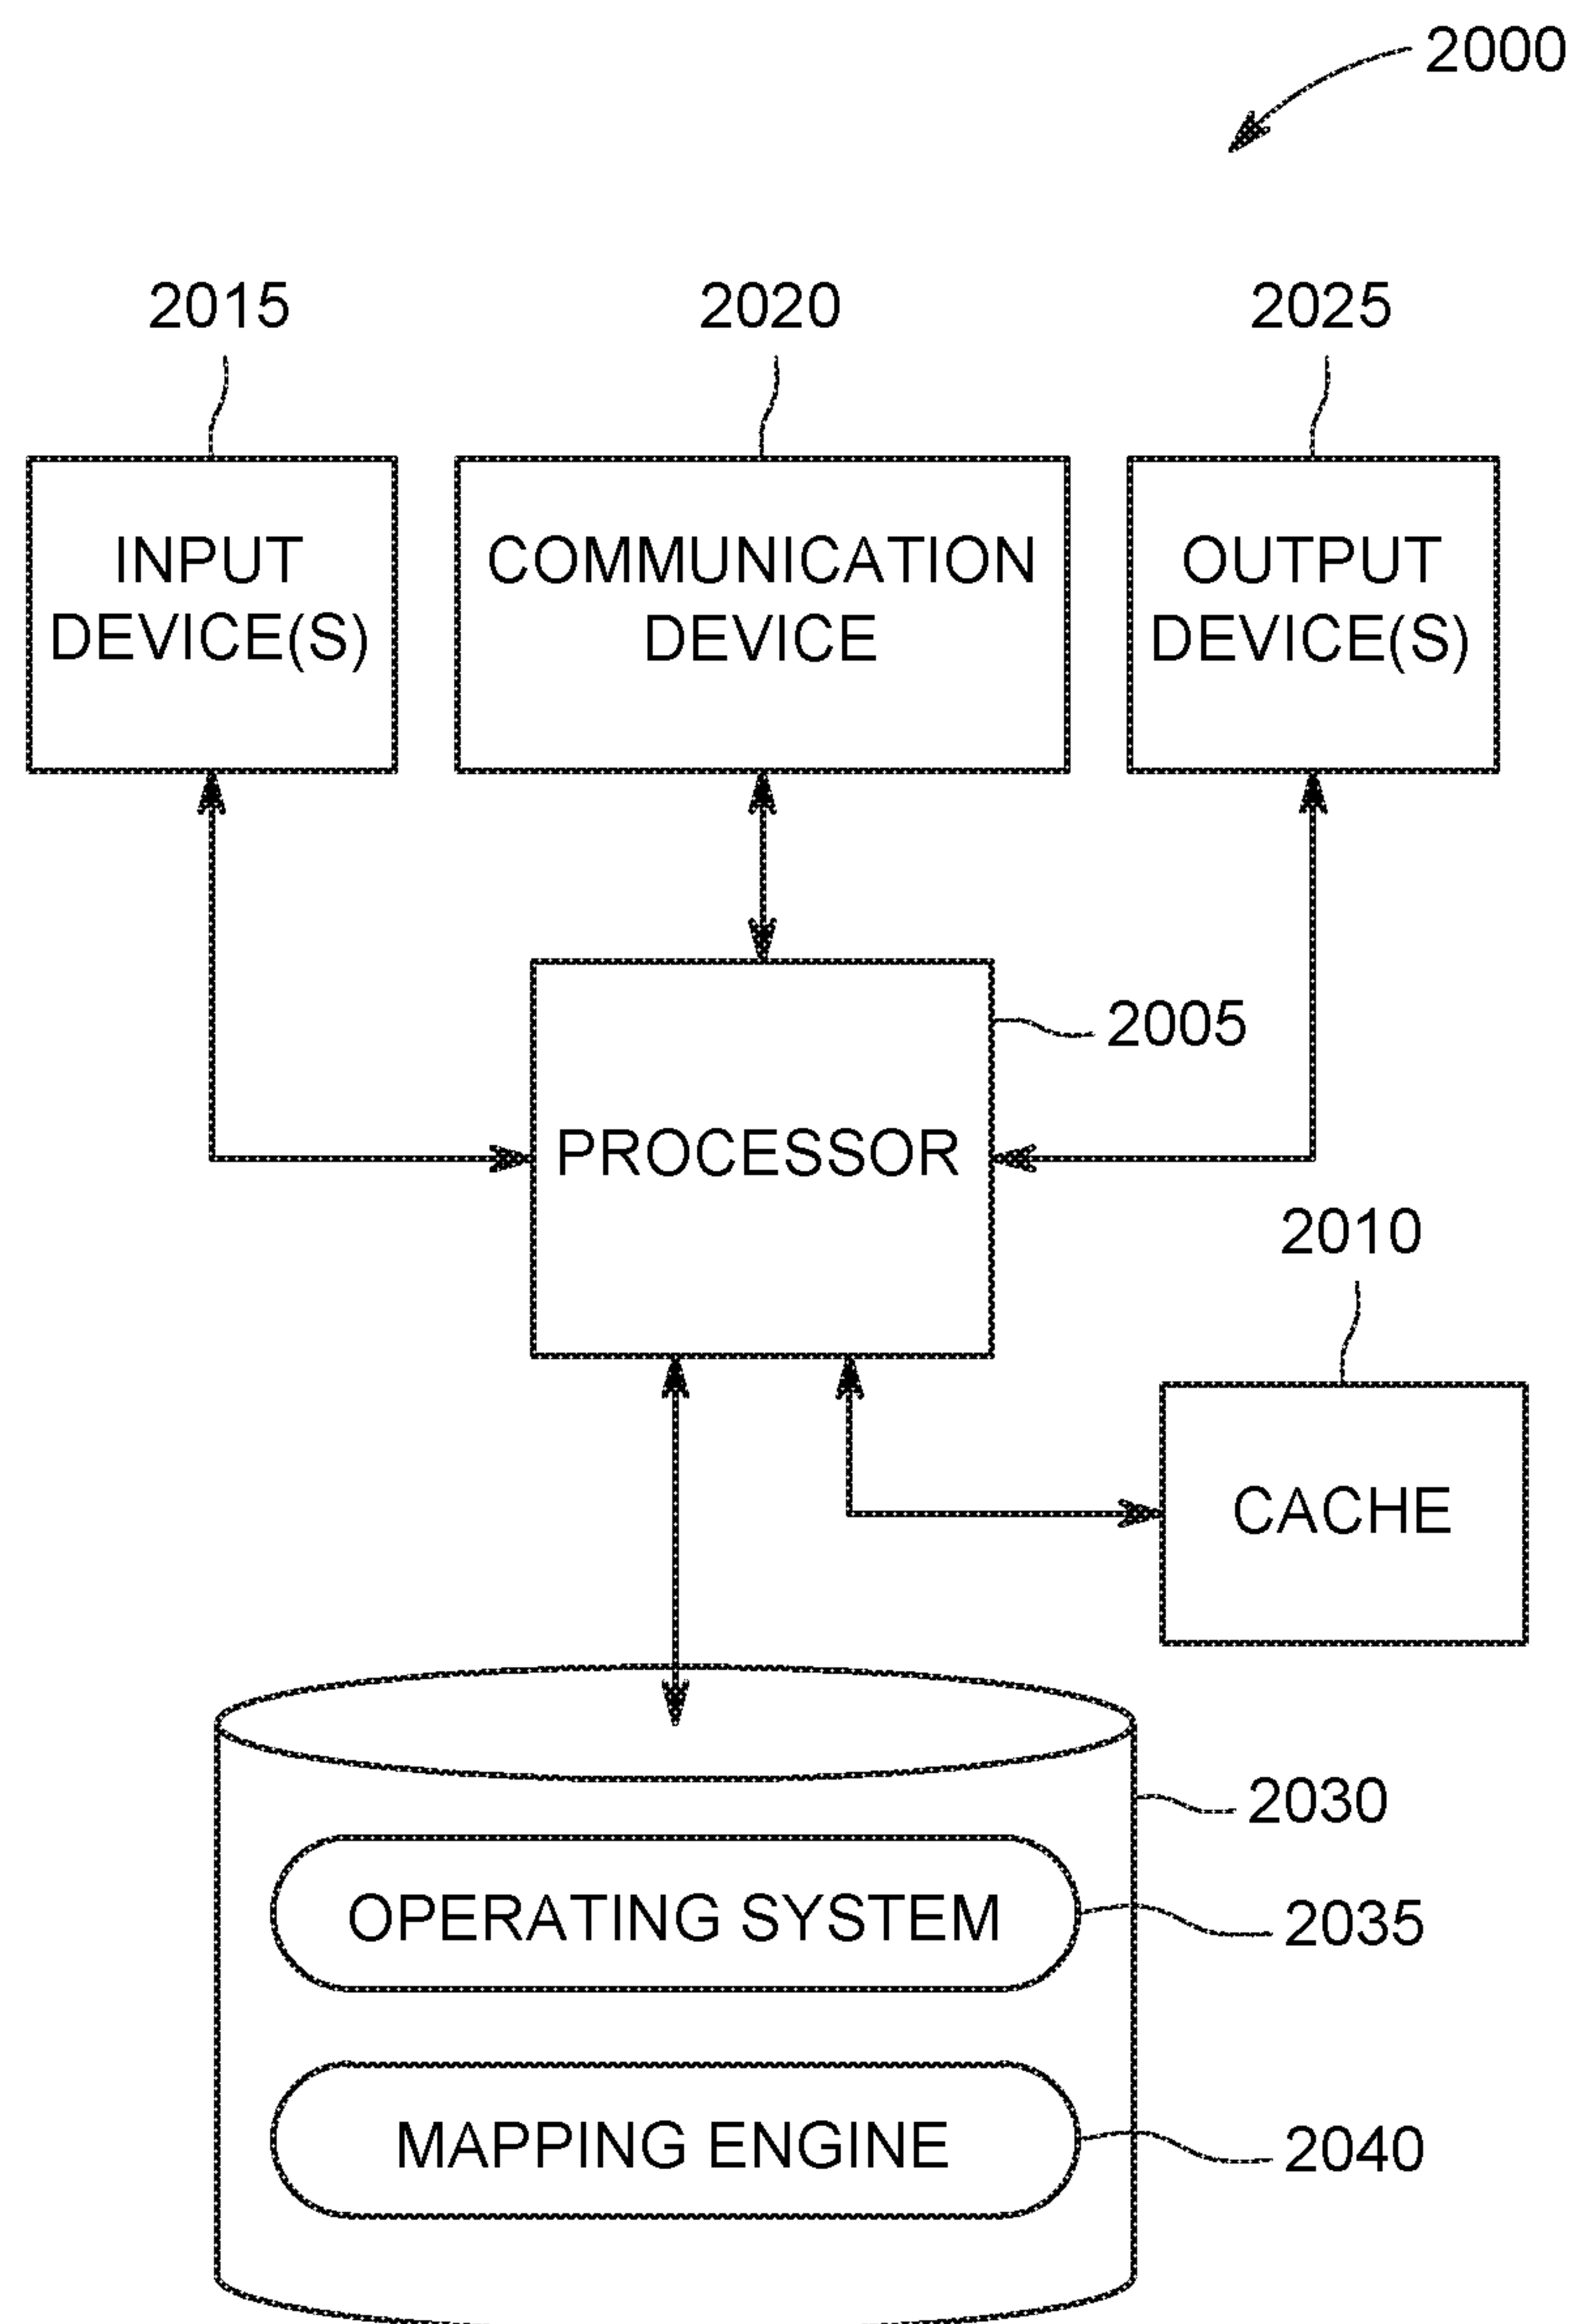 2000
2015
2020
2025
INPUT
DEVICE(S)
COMMUNICATION
DEVICE
OUTPUT
DEVICE(S)
2005
PROCESSOR
2010
CACHE
2030
OPERATING SYSTEM
2035
MAPPING ENGINE
2040